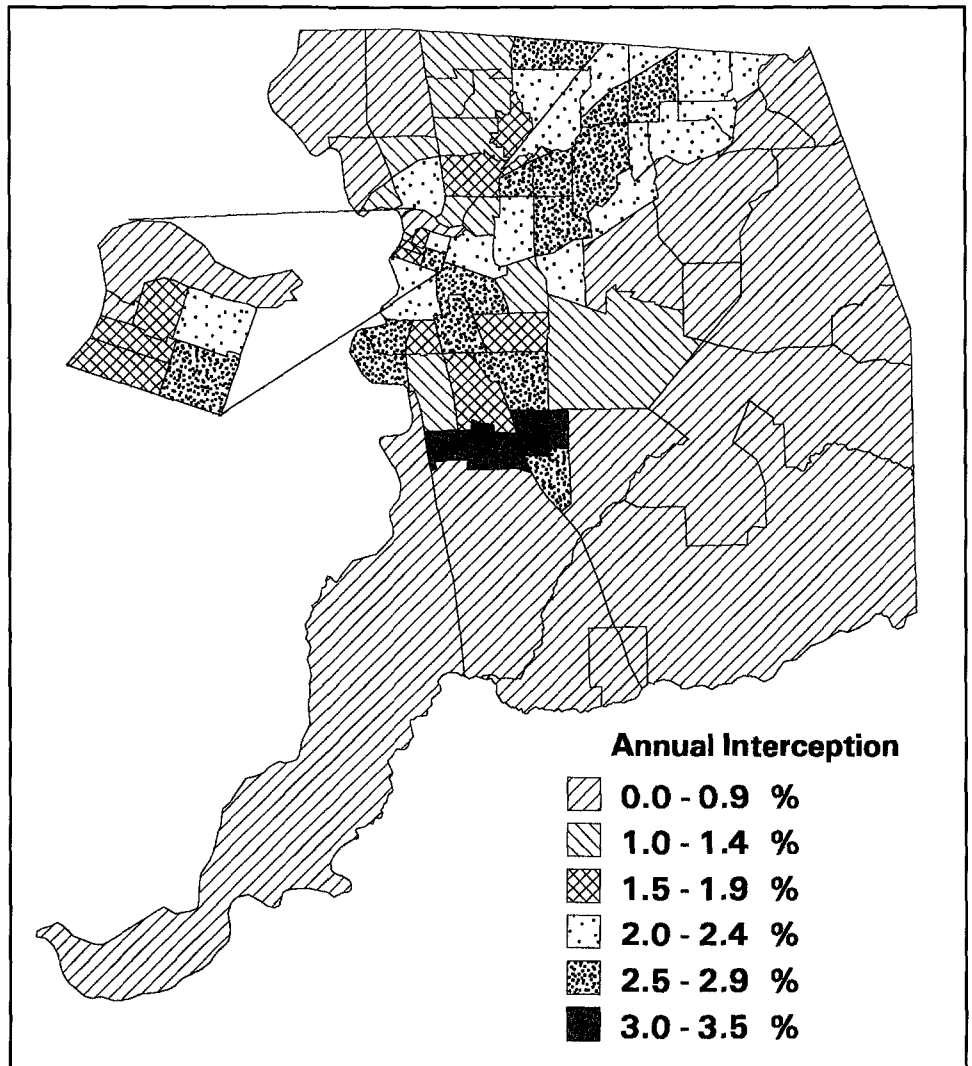 Annual Interception
0.0 - 0.9 %
1.0 - 1.4 %
1.5 - 1.9 %
2.0 - 2.4 %
2.5 - 2.9 %
3.0 - 3.5 %